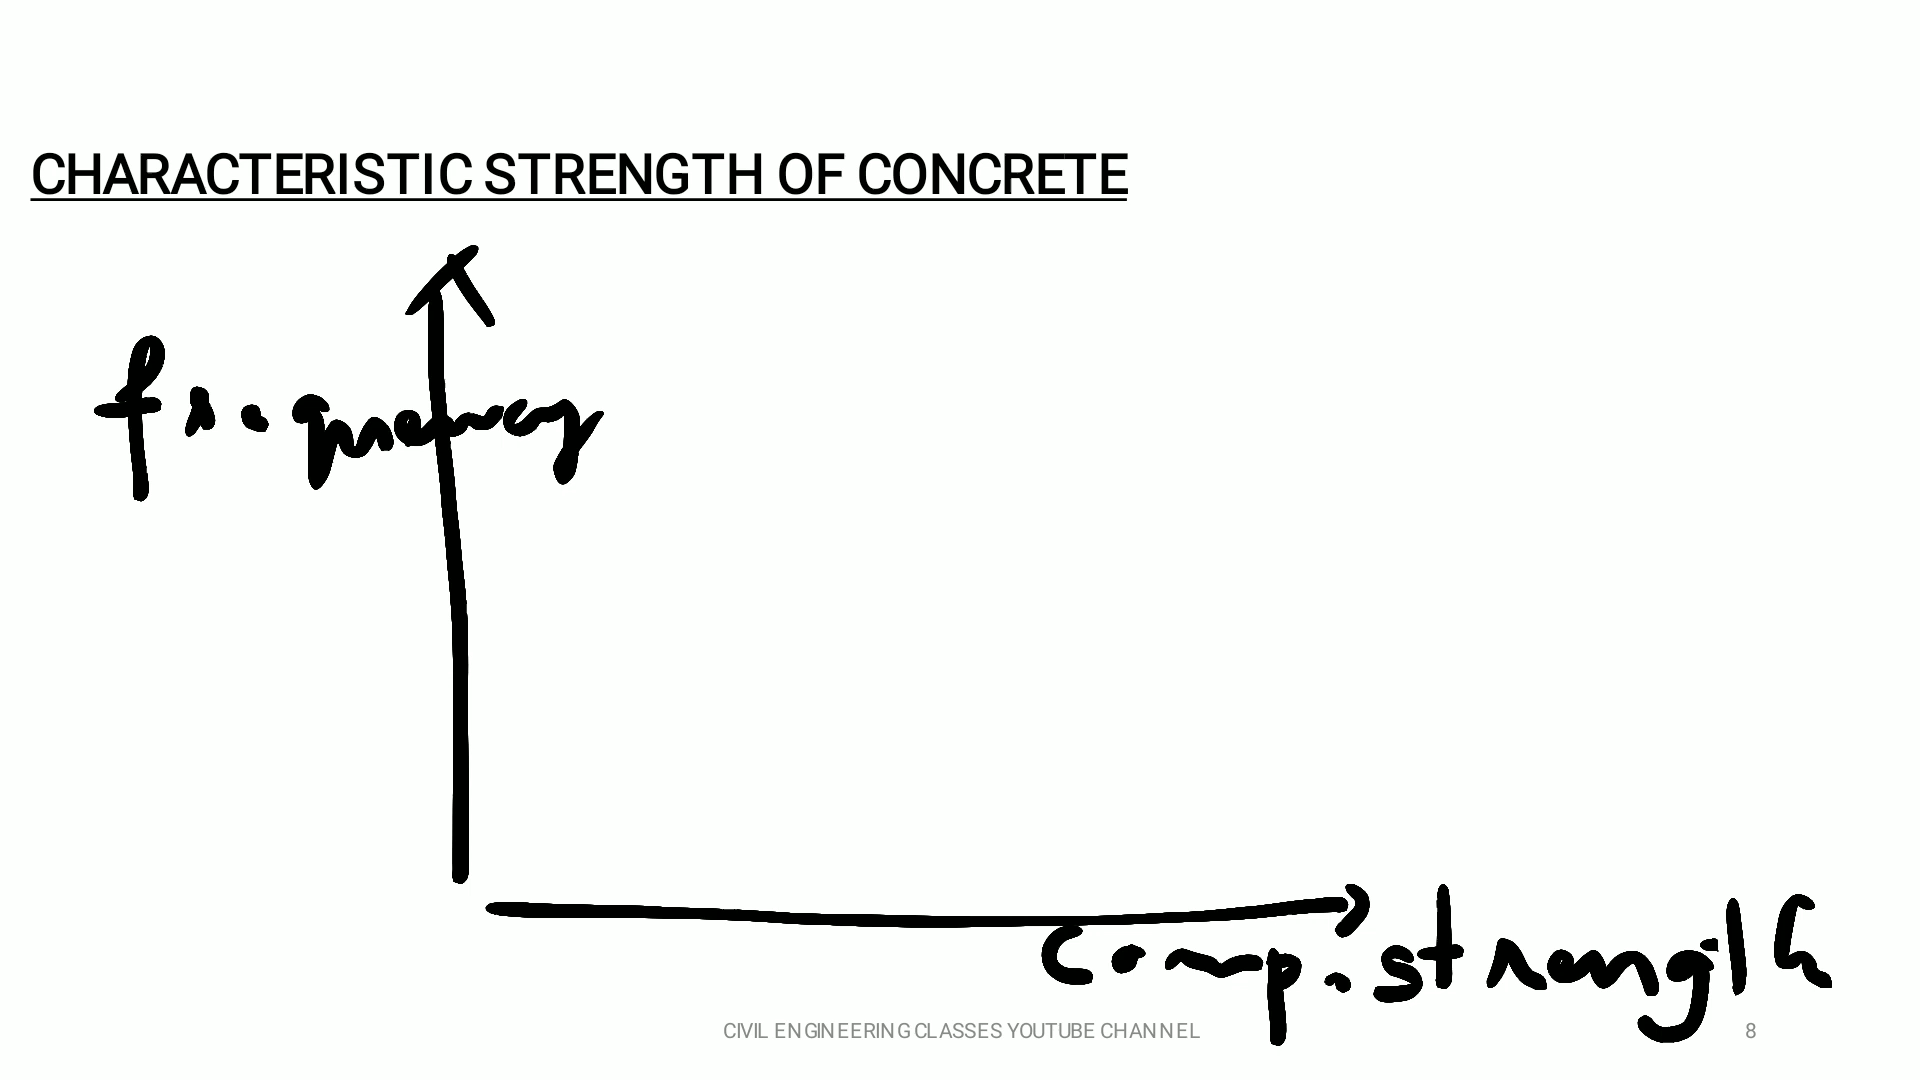 CHARACTERISTIC STRENGTH OF CONCRETE
frequency
Comp. strength
CIVIL ENGINEERING CLASSES YOUTUBE CHANNEL
8